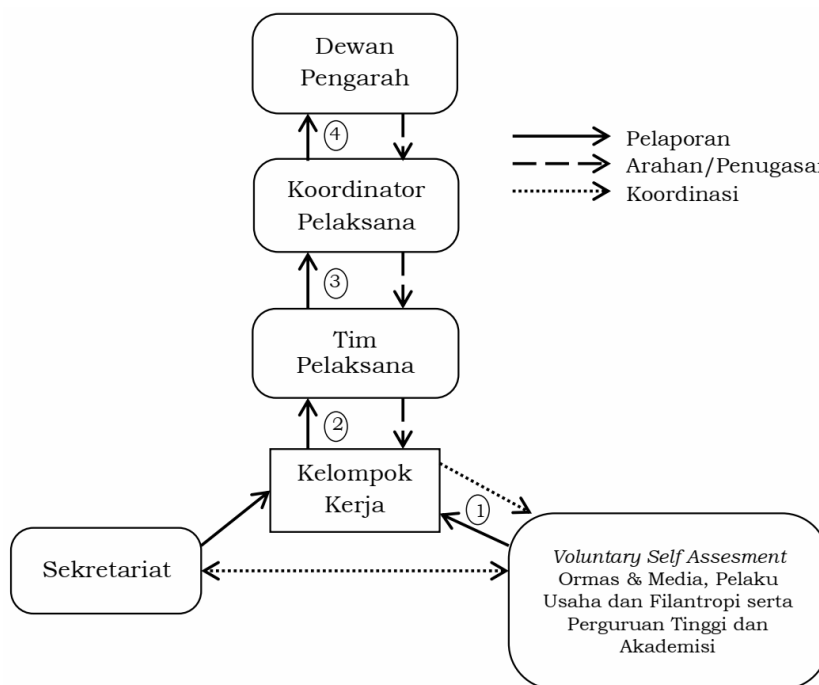 Dewan
Pengarah
4
Pelaporan
Arahan/Penugasan
Koordinasi
Koordinator
Pelaksana
3
Tim
Pelaksana
2
Kelompok
Kerja
1
Sekretariat
Voluntary Self Assesment
Ormas & Media, Pelaku
Usaha dan Filantropi serta
Perguruan Tinggi dan
Akademisi